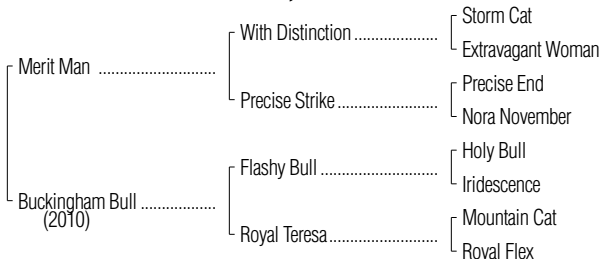 Storm Cat
With Distinction ....................
Extravagant Woman
Merit Man ............................
Precise End
Precise Strike ........................
Nora November
Holy Bull
Flashy Bull ............................
Iridescence
Buckingham Bull ..................
(2010)
Mountain Cat
Royal Teresa ..........................
Royal Flex